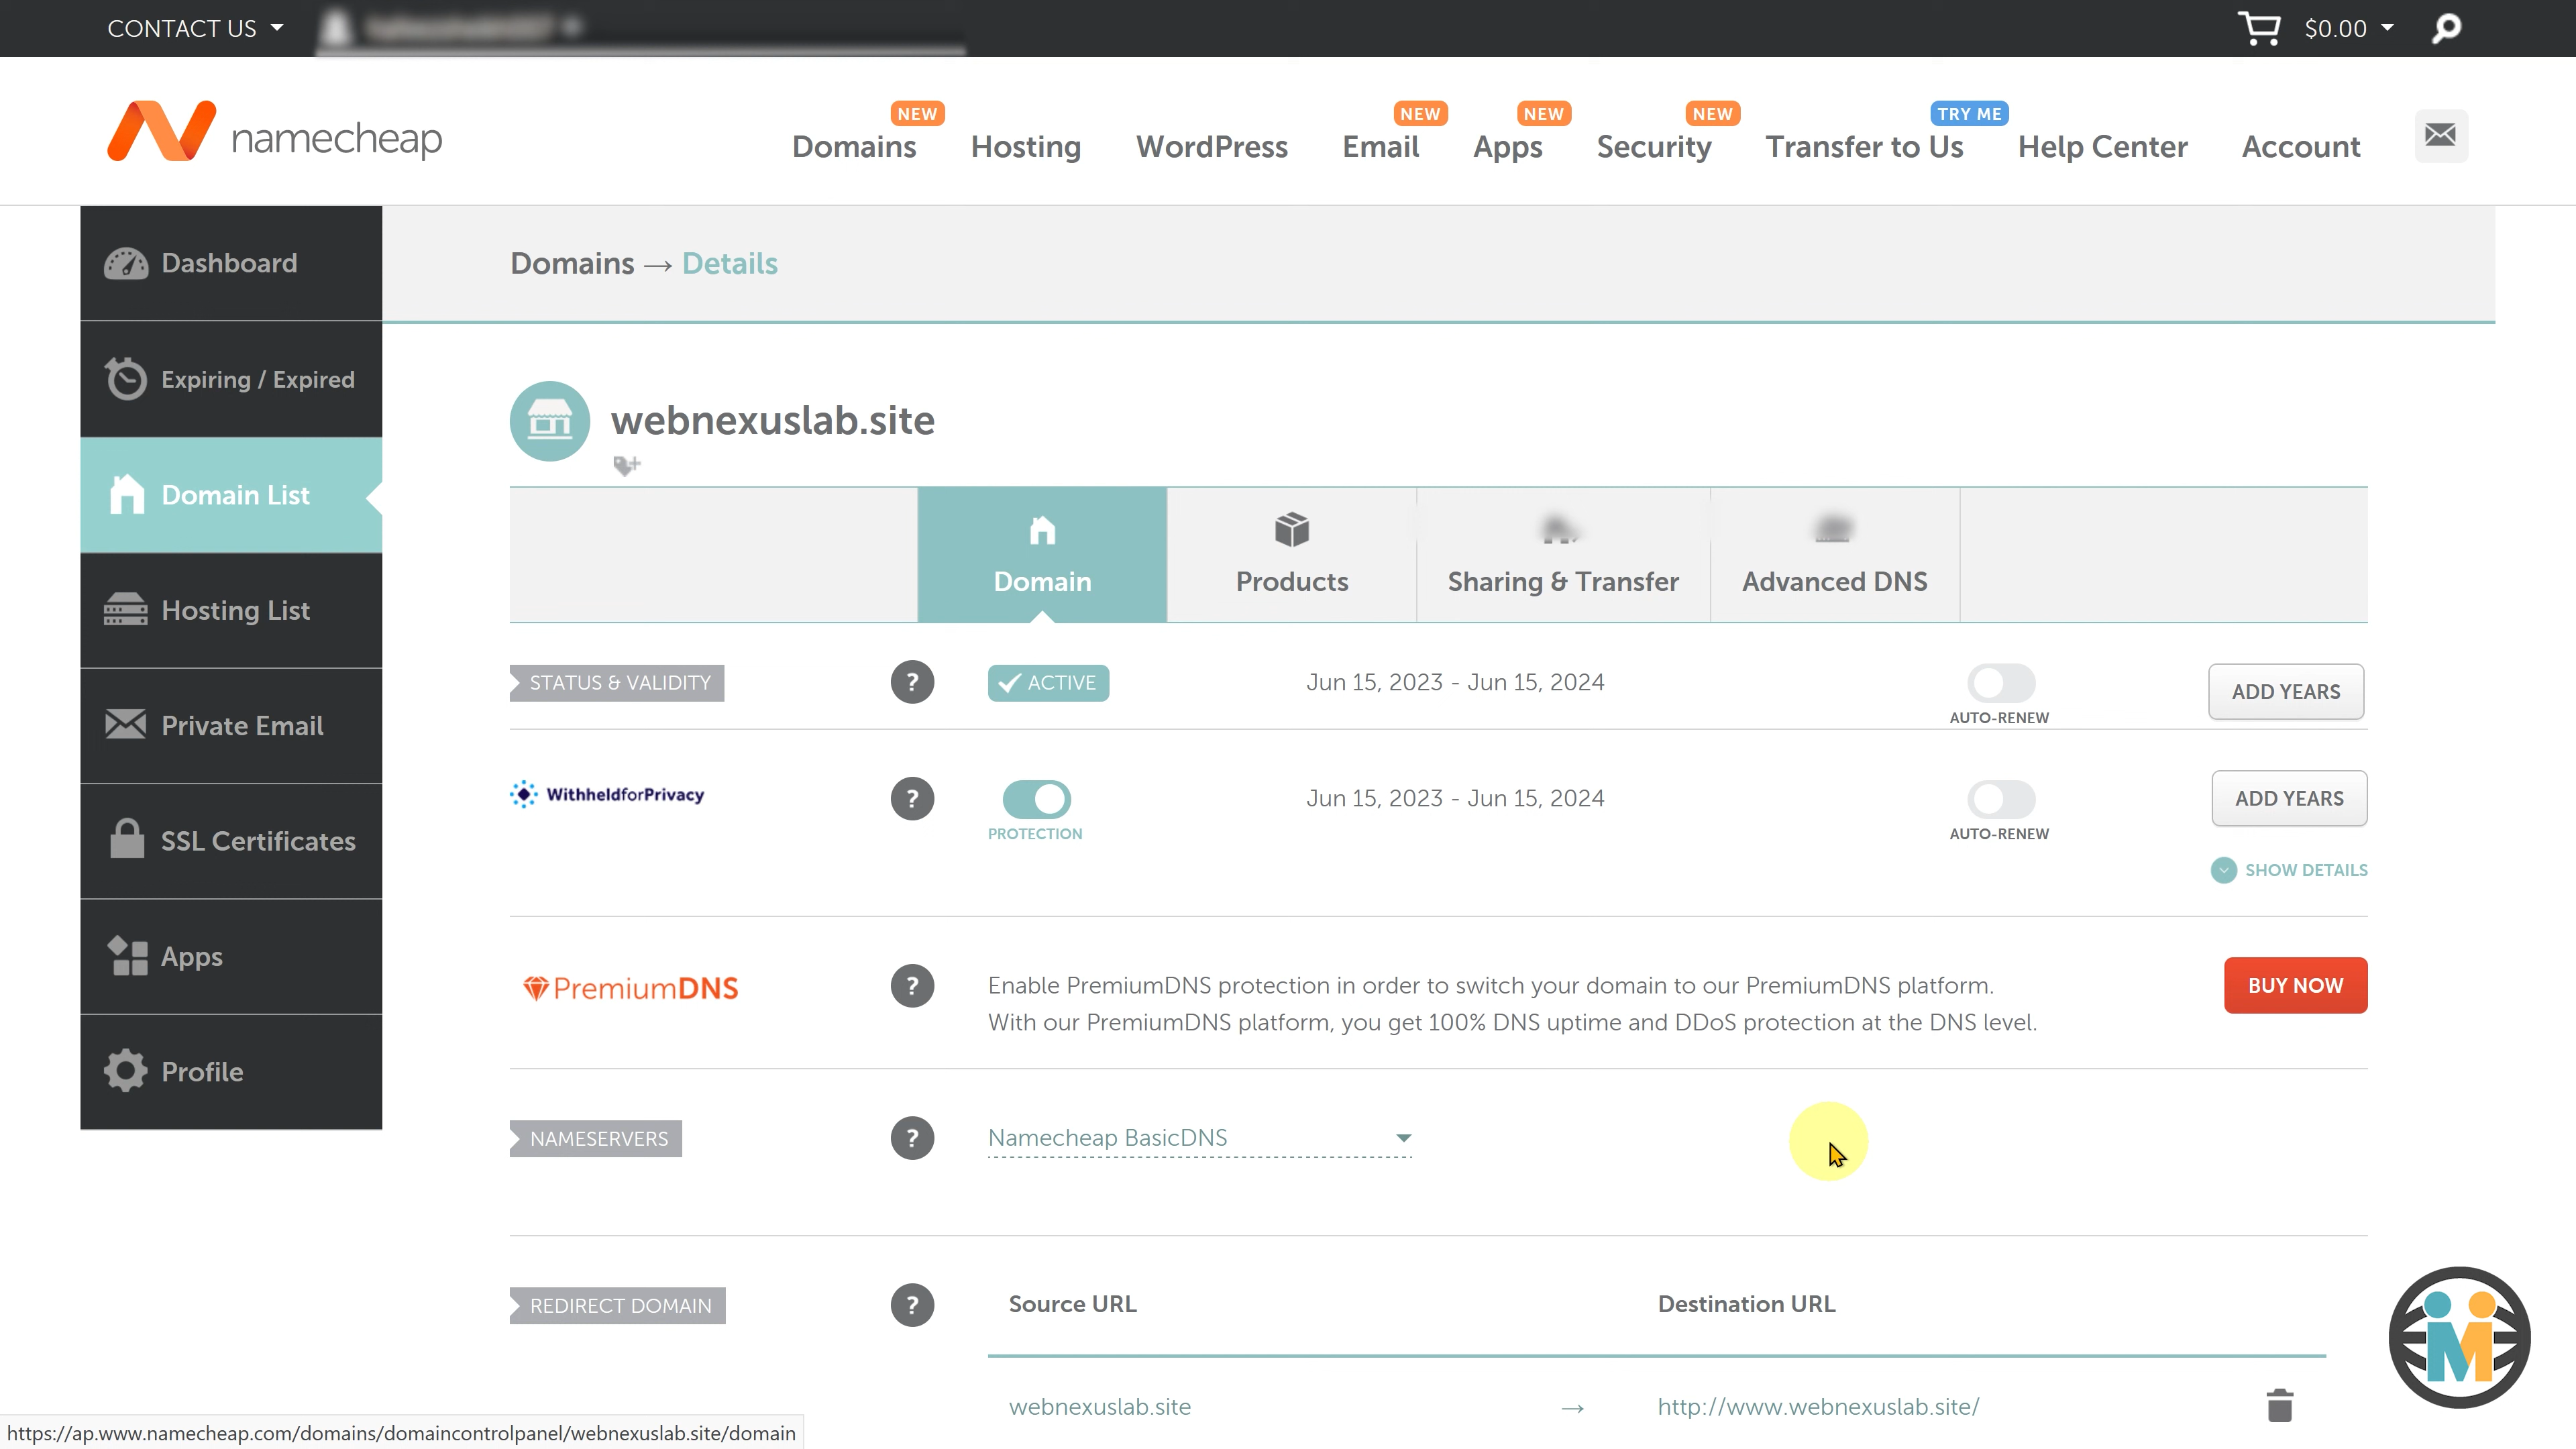 CONTACT US
$0.00
namecheap
NEW
NEW
NEW
NEW
TRY ME
Domains
Hosting
WordPress
Email
Apps
Security
Transfer to Us
Help Center
Account
Dashboard
Expiring / Expired
Domain List
Hosting List
Private Email
SSL Certificates
Apps
Profile
Domains → Details
webnexuslab.site
Domain
Products
Sharing & Transfer
Advanced DNS
STATUS & VALIDITY
?
ACTIVE
Jun 15, 2023 - Jun 15, 2024
AUTO-RENEW
ADD YEARS
WithheldforPrivacy
?
PROTECTION
Jun 15, 2023 - Jun 15, 2024
AUTO-RENEW
ADD YEARS
SHOW DETAILS
PremiumDNS
?
Enable PremiumDNS protection in order to switch your domain to our PremiumDNS platform.
With our PremiumDNS platform, you get 100% DNS uptime and DDoS protection at the DNS level.
BUY NOW
NAMESERVERS
?
Namecheap BasicDNS
REDIRECT DOMAIN
?
Source URL
Destination URL
webnexuslab.site
→
http://www.webnexuslab.site/
M
https://ap.www.namecheap.com/domains/domaincontrolpanel/webnexuslab.site/domain